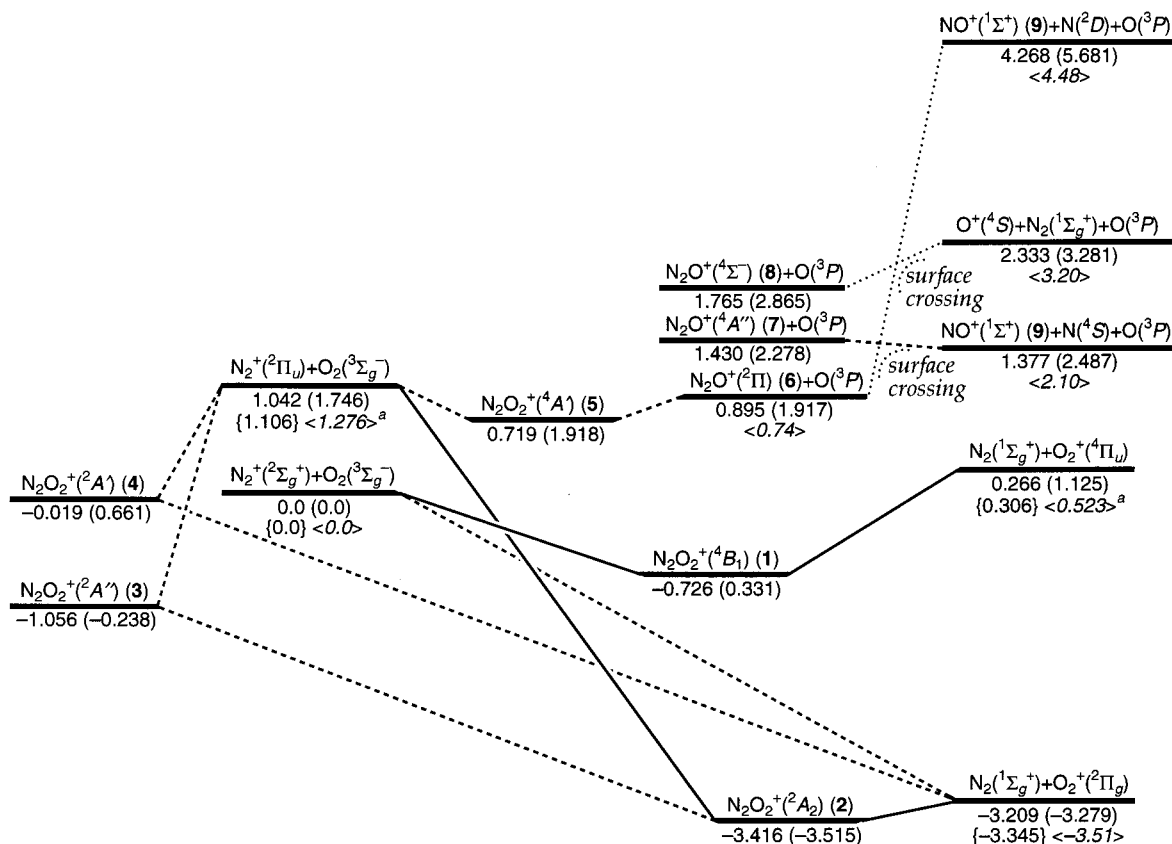 NO⁺(¹Σ⁺) (9)+N(²D)+O(³P)
4.268 (5.681)
<4.48>
O⁺(⁴S)+N₂(¹Σg⁺)+O(³P)
2.333 (3.281)
<3.20>
surface
crossing
N₂O⁺(⁴Σ⁻) (8)+O(³P)
1.765 (2.865)
N₂O⁺(⁴A″) (7)+O(³P)
1.430 (2.278)
NO⁺(¹Σ⁺) (9)+N(⁴S)+O(³P)
1.377 (2.487)
<2.10>
surface
crossing
N₂⁺(²Πu)+O₂(³Σg⁻)
1.042 (1.746)
{1.106} <1.276>ᵃ
N₂O₂⁺(⁴A′) (5)
0.719 (1.918)
N₂O⁺(²Π) (6)+O(³P)
0.895 (1.917)
<0.74>
N₂O₂⁺(²A′) (4)
−0.019 (0.661)
N₂⁺(²Σg⁺)+O₂(³Σg⁻)
0.0 (0.0)
{0.0} <0.0>
N₂(¹Σg⁺)+O₂⁺(⁴Πu)
0.266 (1.125)
{0.306} <0.523>ᵃ
N₂O₂⁺(⁴B₁) (1)
−0.726 (0.331)
N₂O₂⁺(²A″) (3)
−1.056 (−0.238)
N₂O₂⁺(²A₂) (2)
−3.416 (−3.515)
N₂(¹Σg⁺)+O₂⁺(²Πg)
−3.209 (−3.279)
{−3.345} <−3.51>